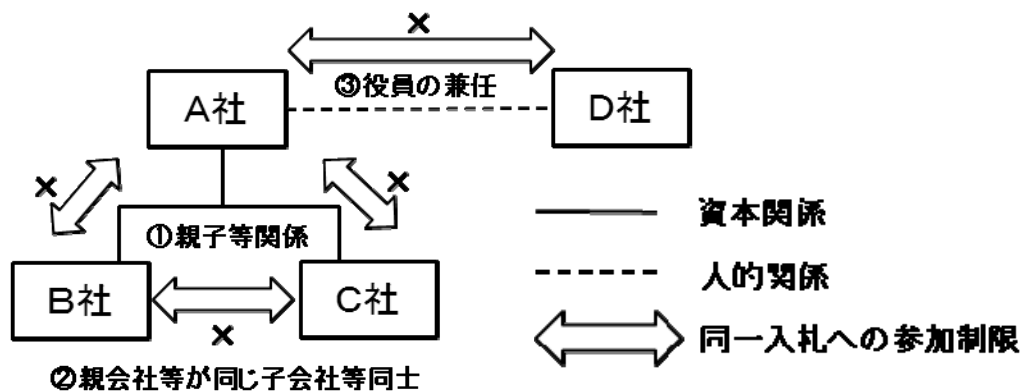 ×
③役員の兼任
A社
D社
×
×
①親子等関係
B社
C社
×
②親会社等が同じ子会社等同士
資本関係
人的関係
同一入札への参加制限